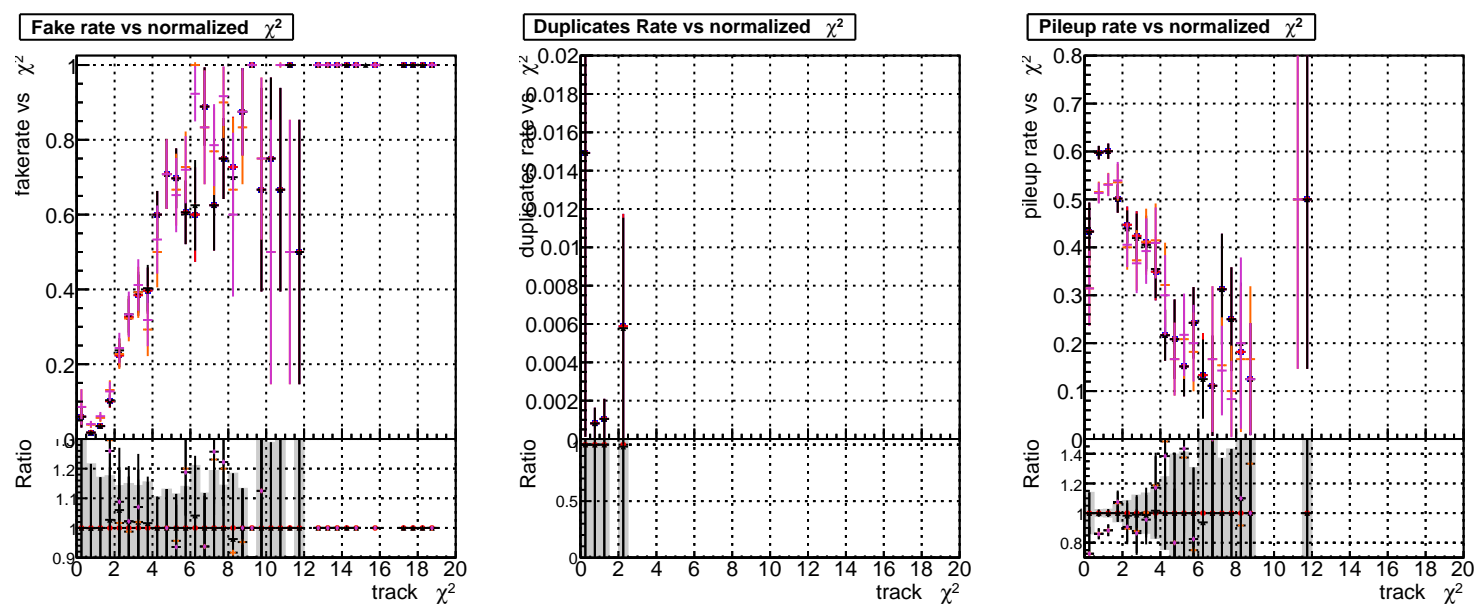 Fake rate vs normalized χ²
fakerate vs χ²
1
0.8
0.6
0.4
0.2
0
Ratio
1.3
1.2
1.1
1
0.9
0 2 4 6 8 10 12 14 16 18 20
track χ²
Duplicates Rate vs normalized χ²
duplicates rate vs χ²
0.02
0.018
0.016
0.014
0.012
0.01
0.008
0.006
0.004
0.002
0
Ratio
1
0.5
0
0 2 4 6 8 10 12 14 16 18 20
track χ²
Pileup rate vs normalized χ²
pileup rate vs χ²
0.8
0.7
0.6
0.5
0.4
0.3
0.2
0.1
0
Ratio
1.4
1.2
1
0.8
0 2 4 6 8 10 12 14 16 18 20
track χ²